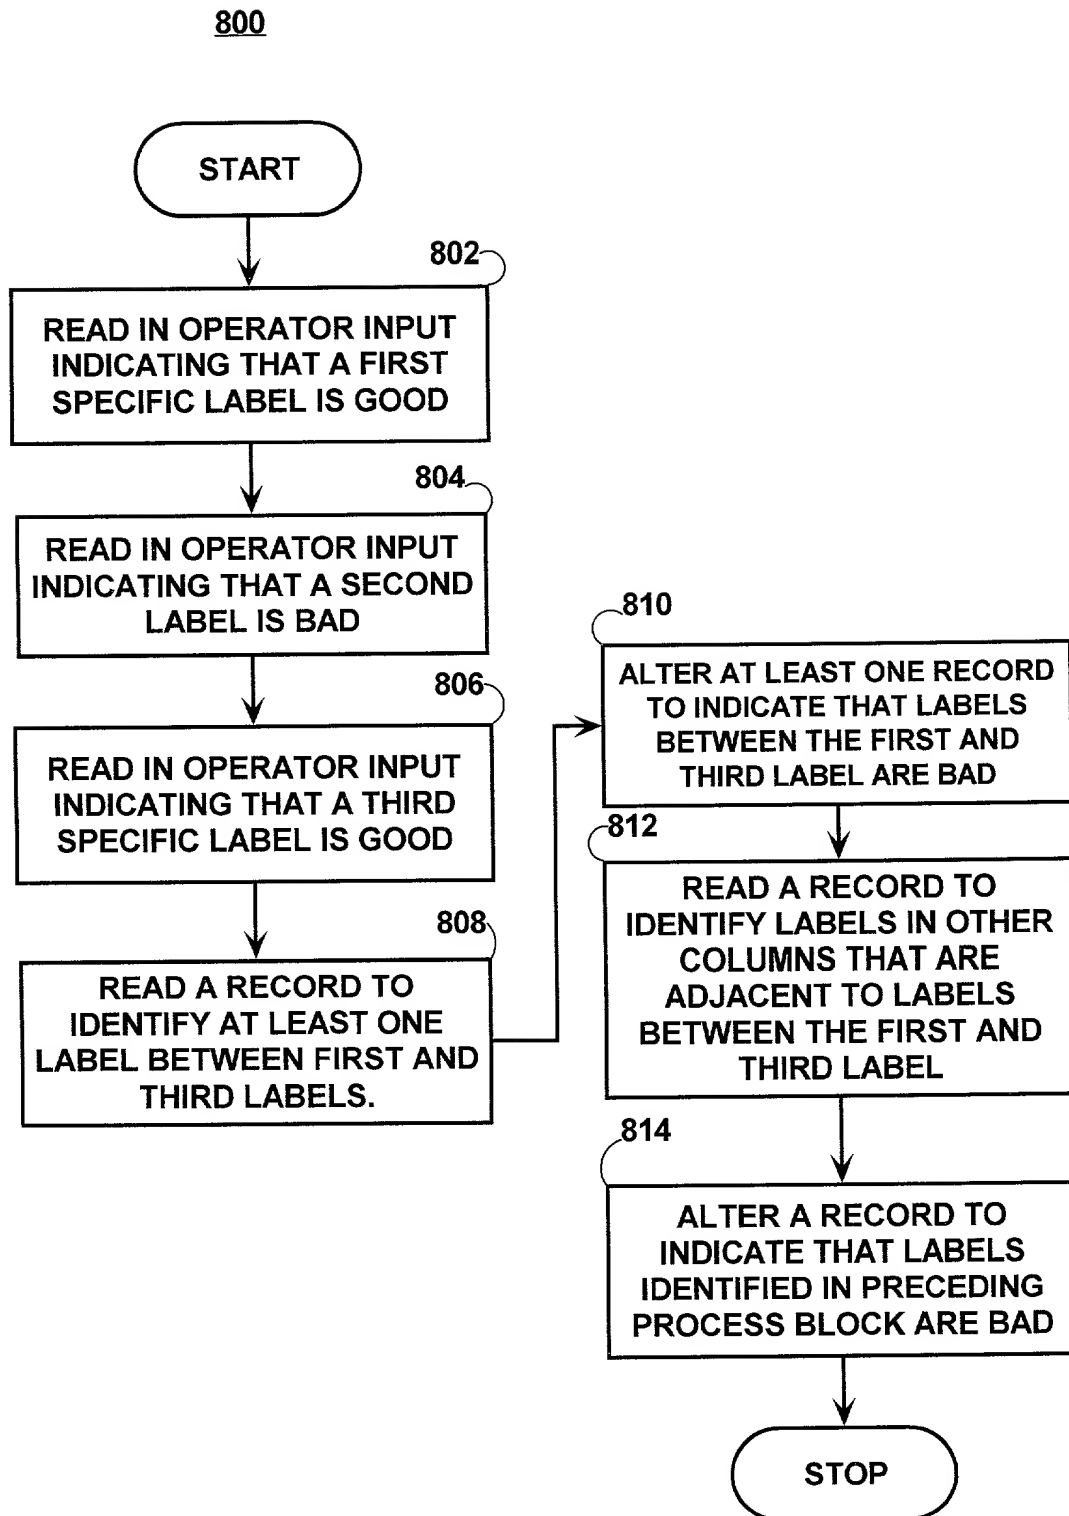 800
START
802
READ IN OPERATOR INPUT
INDICATING THAT A FIRST
SPECIFIC LABEL IS GOOD
804
READ IN OPERATOR INPUT
INDICATING THAT A SECOND
LABEL IS BAD
806
READ IN OPERATOR INPUT
INDICATING THAT A THIRD
SPECIFIC LABEL IS GOOD
808
READ A RECORD TO
IDENTIFY AT LEAST ONE
LABEL BETWEEN FIRST AND
THIRD LABELS.
810
ALTER AT LEAST ONE RECORD
TO INDICATE THAT LABELS
BETWEEN THE FIRST AND
THIRD LABEL ARE BAD
812
READ A RECORD TO
IDENTIFY LABELS IN OTHER
COLUMNS THAT ARE
ADJACENT TO LABELS
BETWEEN THE FIRST AND
THIRD LABEL
814
ALTER A RECORD TO
INDICATE THAT LABELS
IDENTIFIED IN PRECEDING
PROCESS BLOCK ARE BAD
STOP